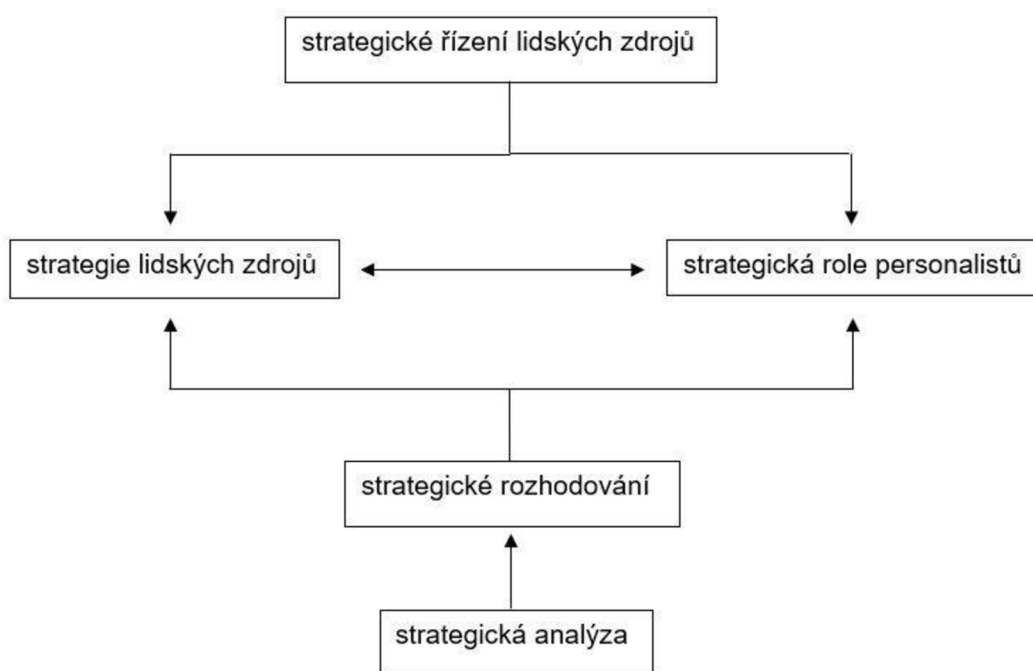 strategické řízení lidských zdrojů
strategie lidských zdrojů
strategická role personalistů
strategické rozhodování
strategická analýza